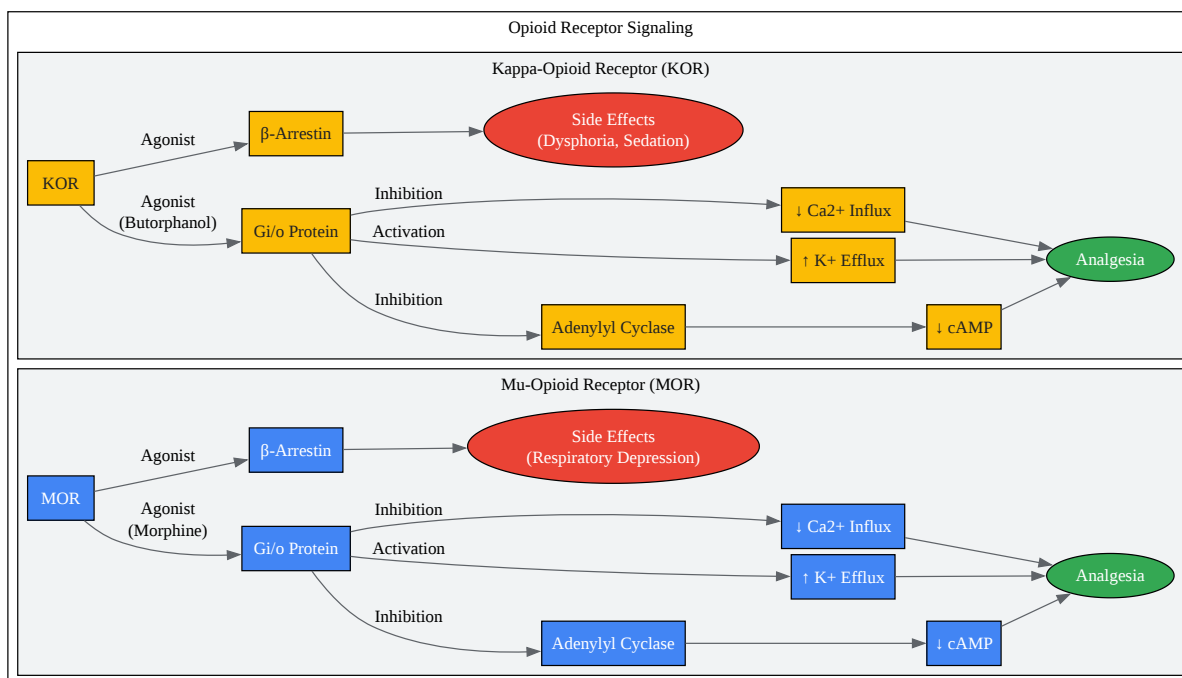 Opioid Receptor Signaling
Kappa-Opioid Receptor (KOR)
KOR
Agonist
β-Arrestin
Side Effects
(Dysphoria, Sedation)
Agonist
(Butorphanol)
Gi/o Protein
Inhibition
↓ Ca2+ Influx
Activation
↑ K+ Efflux
Inhibition
Adenylyl Cyclase
↓ cAMP
Analgesia
Mu-Opioid Receptor (MOR)
MOR
Agonist
β-Arrestin
Side Effects
(Respiratory Depression)
Agonist
(Morphine)
Gi/o Protein
Inhibition
↓ Ca2+ Influx
Activation
↑ K+ Efflux
Inhibition
Adenylyl Cyclase
↓ cAMP
Analgesia